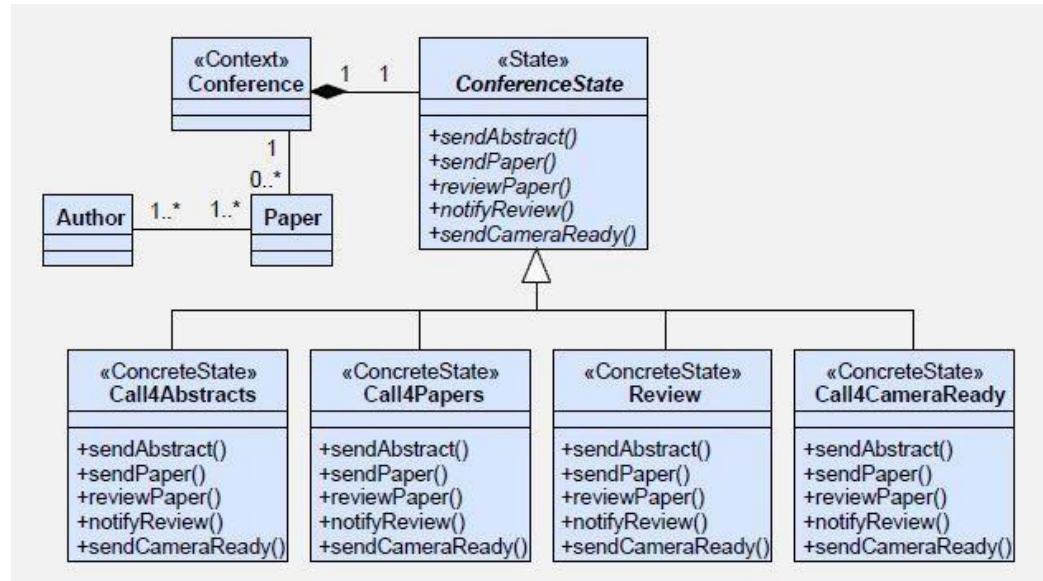 «Context»
Conference
1 1
«State»
ConferenceState
+sendAbstract()
+sendPaper()
+reviewPaper()
+notifyReview()
+sendCameraReady()
1
0..*
Author
1..* 1..*
Paper
«ConcreteState»
Call4Abstracts
+sendAbstract()
+sendPaper()
+reviewPaper()
+notifyReview()
+sendCameraReady()
«ConcreteState»
Call4Papers
+sendAbstract()
+sendPaper()
+reviewPaper()
+notifyReview()
+sendCameraReady()
«ConcreteState»
Review
+sendAbstract()
+sendPaper()
+reviewPaper()
+notifyReview()
+sendCameraReady()
«ConcreteState»
Call4CameraReady
+sendAbstract()
+sendPaper()
+reviewPaper()
+notifyReview()
+sendCameraReady()